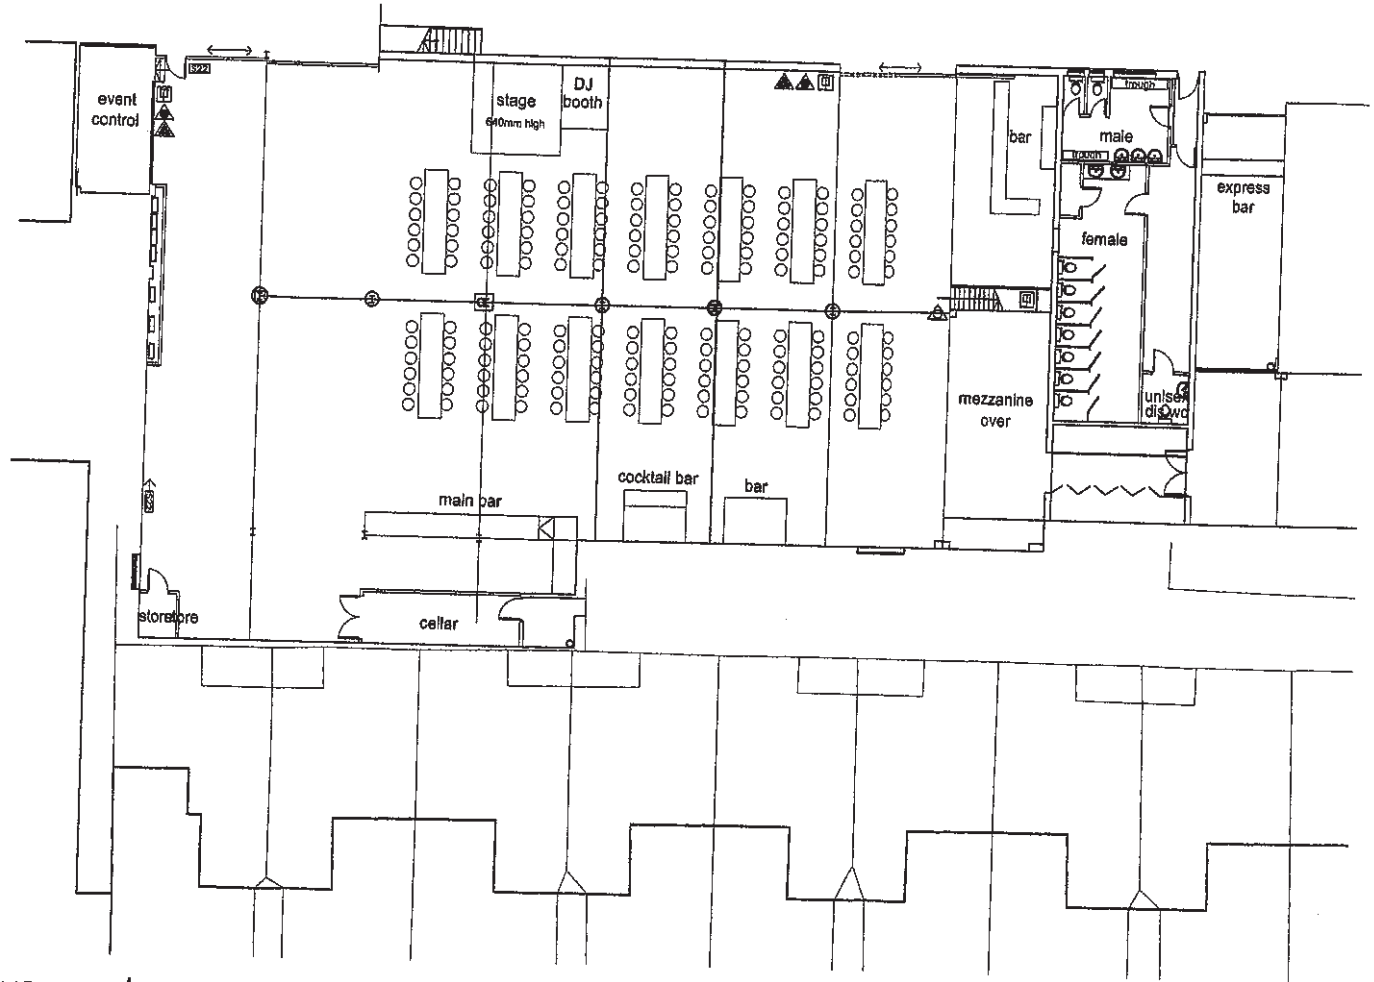 event
control
S22
stage
640mm high
DJ
booth
bar
trough
male
trough
female
express
bar
mezzanine
over
unisex
dis wc
cocktail bar
bar
main bar
storetore
cellar